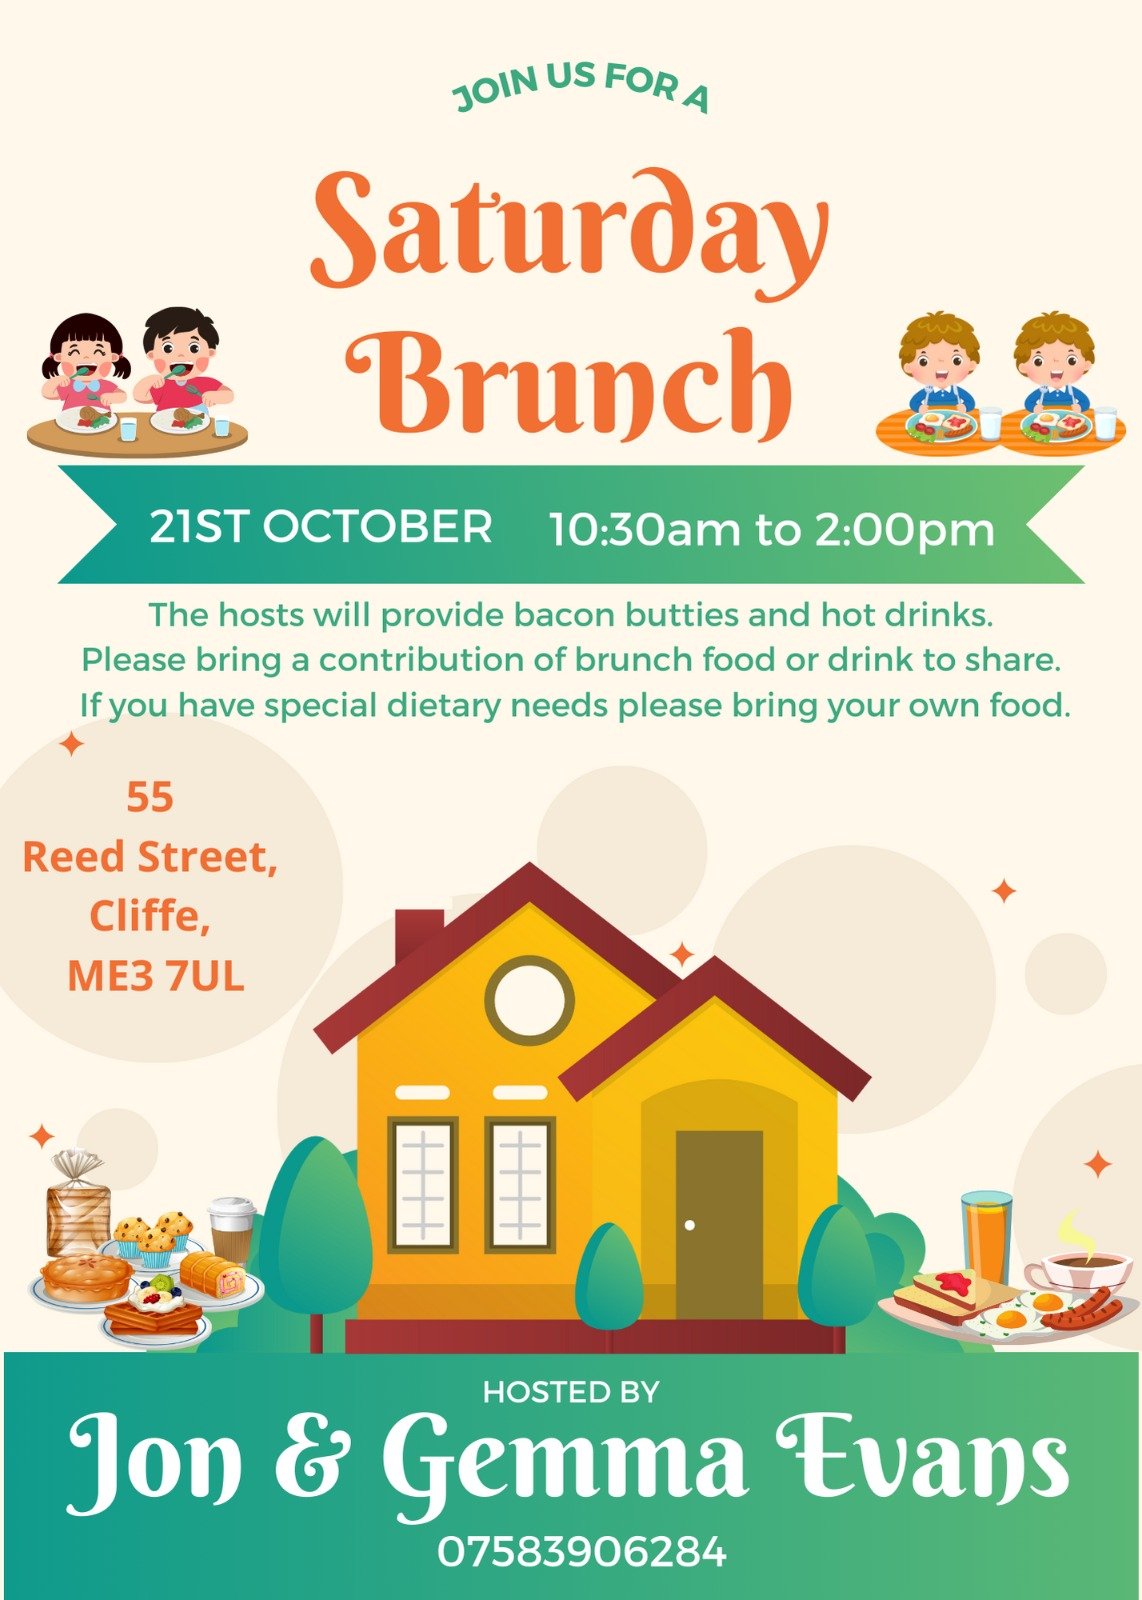 JOIN US FOR A
Saturday
Brunch
21ST OCTOBER 10:30am to 2:00pm
The hosts will provide bacon butties and hot drinks.
Please bring a contribution of brunch food or drink to share.
If you have special dietary needs please bring your own food.
55
Reed Street,
Cliffe,
ME3 7UL
HOSTED BY
Jon & Gemma Evans
07583906284